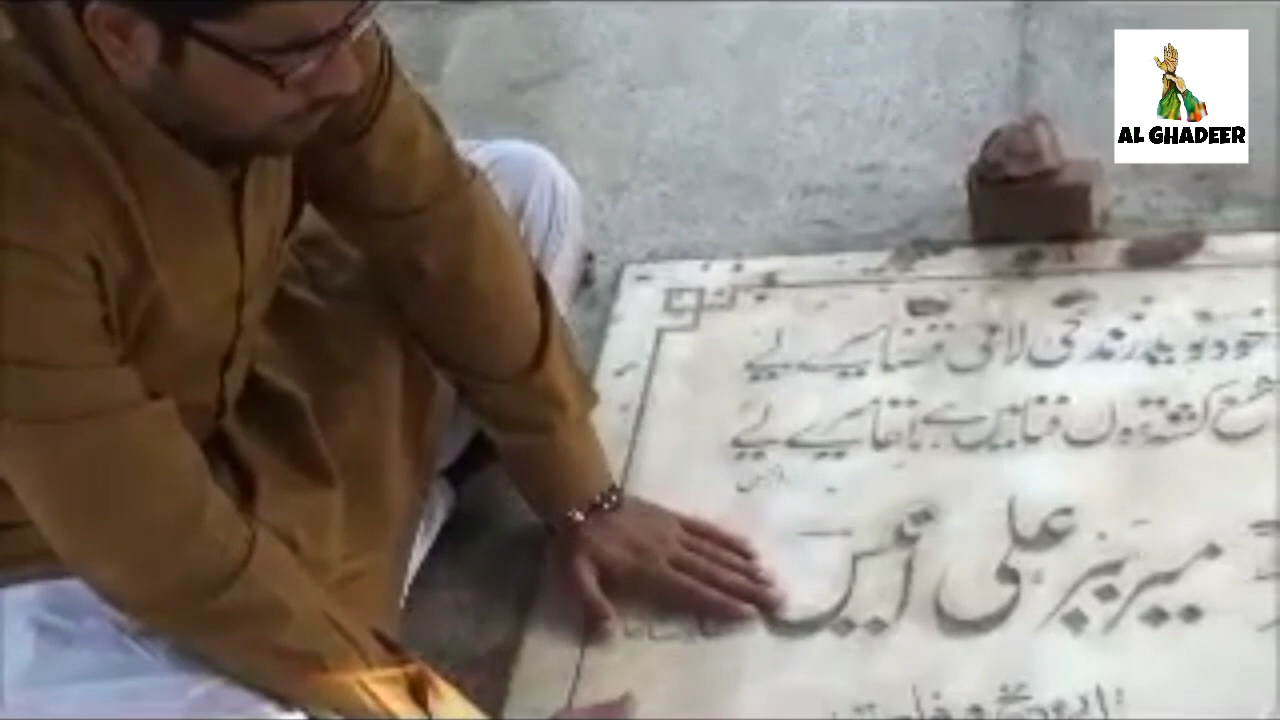 AL GHADEER
خود نوید زندگی لائی قضا میرے لیے
شمع کشتہ ہوں فنا میں ہے بقا میرے لیے
میر ببر علی انیس